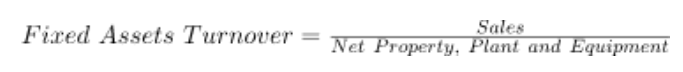 Fixed Assets Turnover = Sales / Net Property, Plant and Equipment